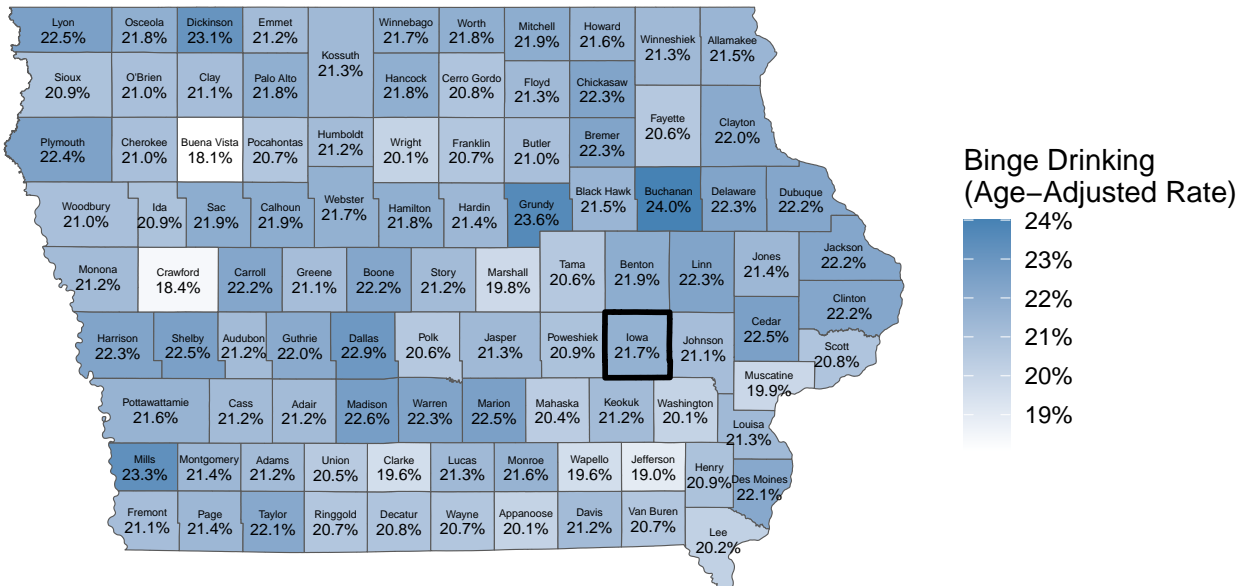 Lyon
22.5%
Osceola
21.8%
Dickinson
23.1%
Emmet
21.2%
Kossuth
21.3%
Winnebago
21.7%
Worth
21.8%
Mitchell
21.9%
Howard
21.6%
Winneshiek
21.3%
Allamakee
21.5%
Sioux
20.9%
O'Brien
21.0%
Clay
21.1%
Palo Alto
21.8%
Hancock
21.8%
Cerro Gordo
20.8%
Floyd
21.3%
Chickasaw
22.3%
Fayette
20.6%
Clayton
22.0%
Plymouth
22.4%
Cherokee
21.0%
Buena Vista
18.1%
Pocahontas
20.7%
Humboldt
21.2%
Wright
20.1%
Franklin
20.7%
Butler
21.0%
Bremer
22.3%
Woodbury
21.0%
Ida
20.9%
Sac
21.9%
Calhoun
21.9%
Webster
21.7%
Hamilton
21.8%
Hardin
21.4%
Grundy
23.6%
Black Hawk
21.5%
Buchanan
24.0%
Delaware
22.3%
Dubuque
22.2%
Monona
21.2%
Crawford
18.4%
Carroll
22.2%
Greene
21.1%
Boone
22.2%
Story
21.2%
Marshall
19.8%
Tama
20.6%
Benton
21.9%
Linn
22.3%
Jones
21.4%
Jackson
22.2%
Clinton
22.2%
Harrison
22.3%
Shelby
22.5%
Audubon
21.2%
Guthrie
22.0%
Dallas
22.9%
Polk
20.6%
Jasper
21.3%
Poweshiek
20.9%
Iowa
21.7%
Johnson
21.1%
Cedar
22.5%
Scott
20.8%
Muscatine
19.9%
Pottawattamie
21.6%
Cass
21.2%
Adair
21.2%
Madison
22.6%
Warren
22.3%
Marion
22.5%
Mahaska
20.4%
Keokuk
21.2%
Washington
20.1%
Louisa
21.3%
Mills
23.3%
Montgomery
21.4%
Adams
21.2%
Union
20.5%
Clarke
19.6%
Lucas
21.3%
Monroe
21.6%
Wapello
19.6%
Jefferson
19.0%
Henry
20.9%
Des Moines
22.1%
Fremont
21.1%
Page
21.4%
Taylor
22.1%
Ringgold
20.7%
Decatur
20.8%
Wayne
20.7%
Appanoose
20.1%
Davis
21.2%
Van Buren
20.7%
Lee
20.2%
Binge Drinking
(Age−Adjusted Rate)
24%
23%
22%
21%
20%
19%